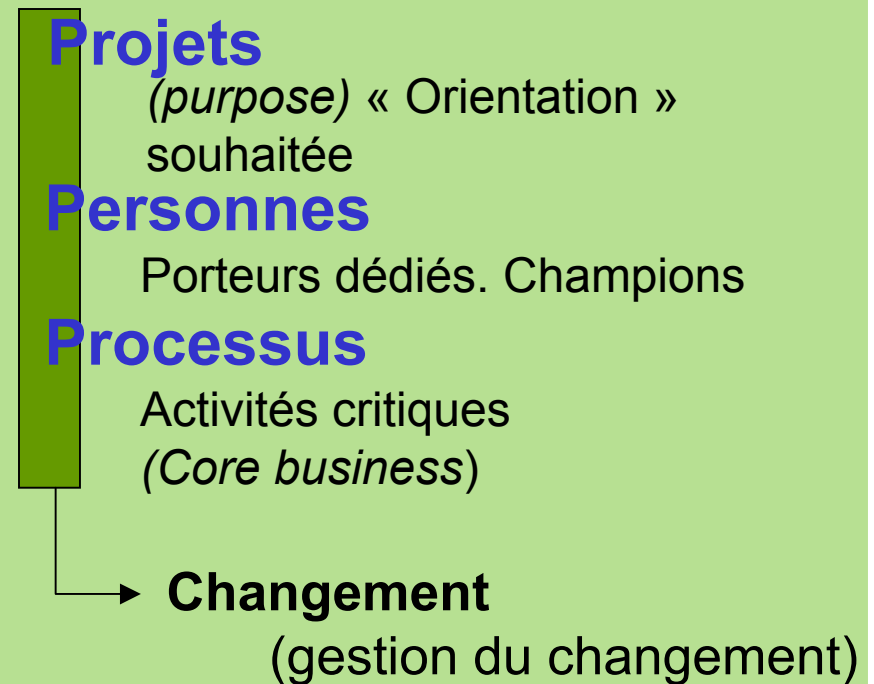 Projets
(purpose) « Orientation »
souhaitée
Personnes
Porteurs dédiés. Champions
Processus
Activités critiques
(Core business)
Changement
(gestion du changement)